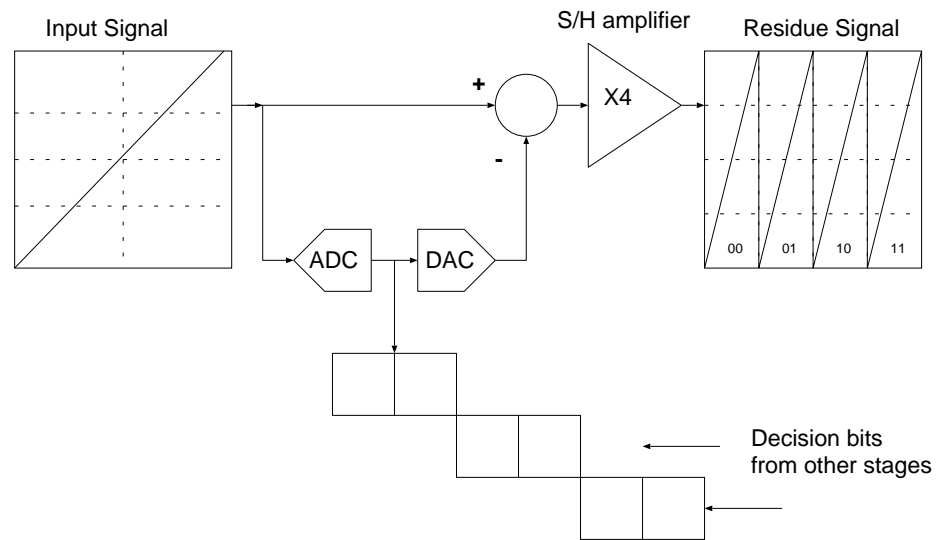 S/H amplifier
Input Signal
Residue Signal
+
X4
-
ADC
DAC
00 01 10 11
Decision bits
from other stages